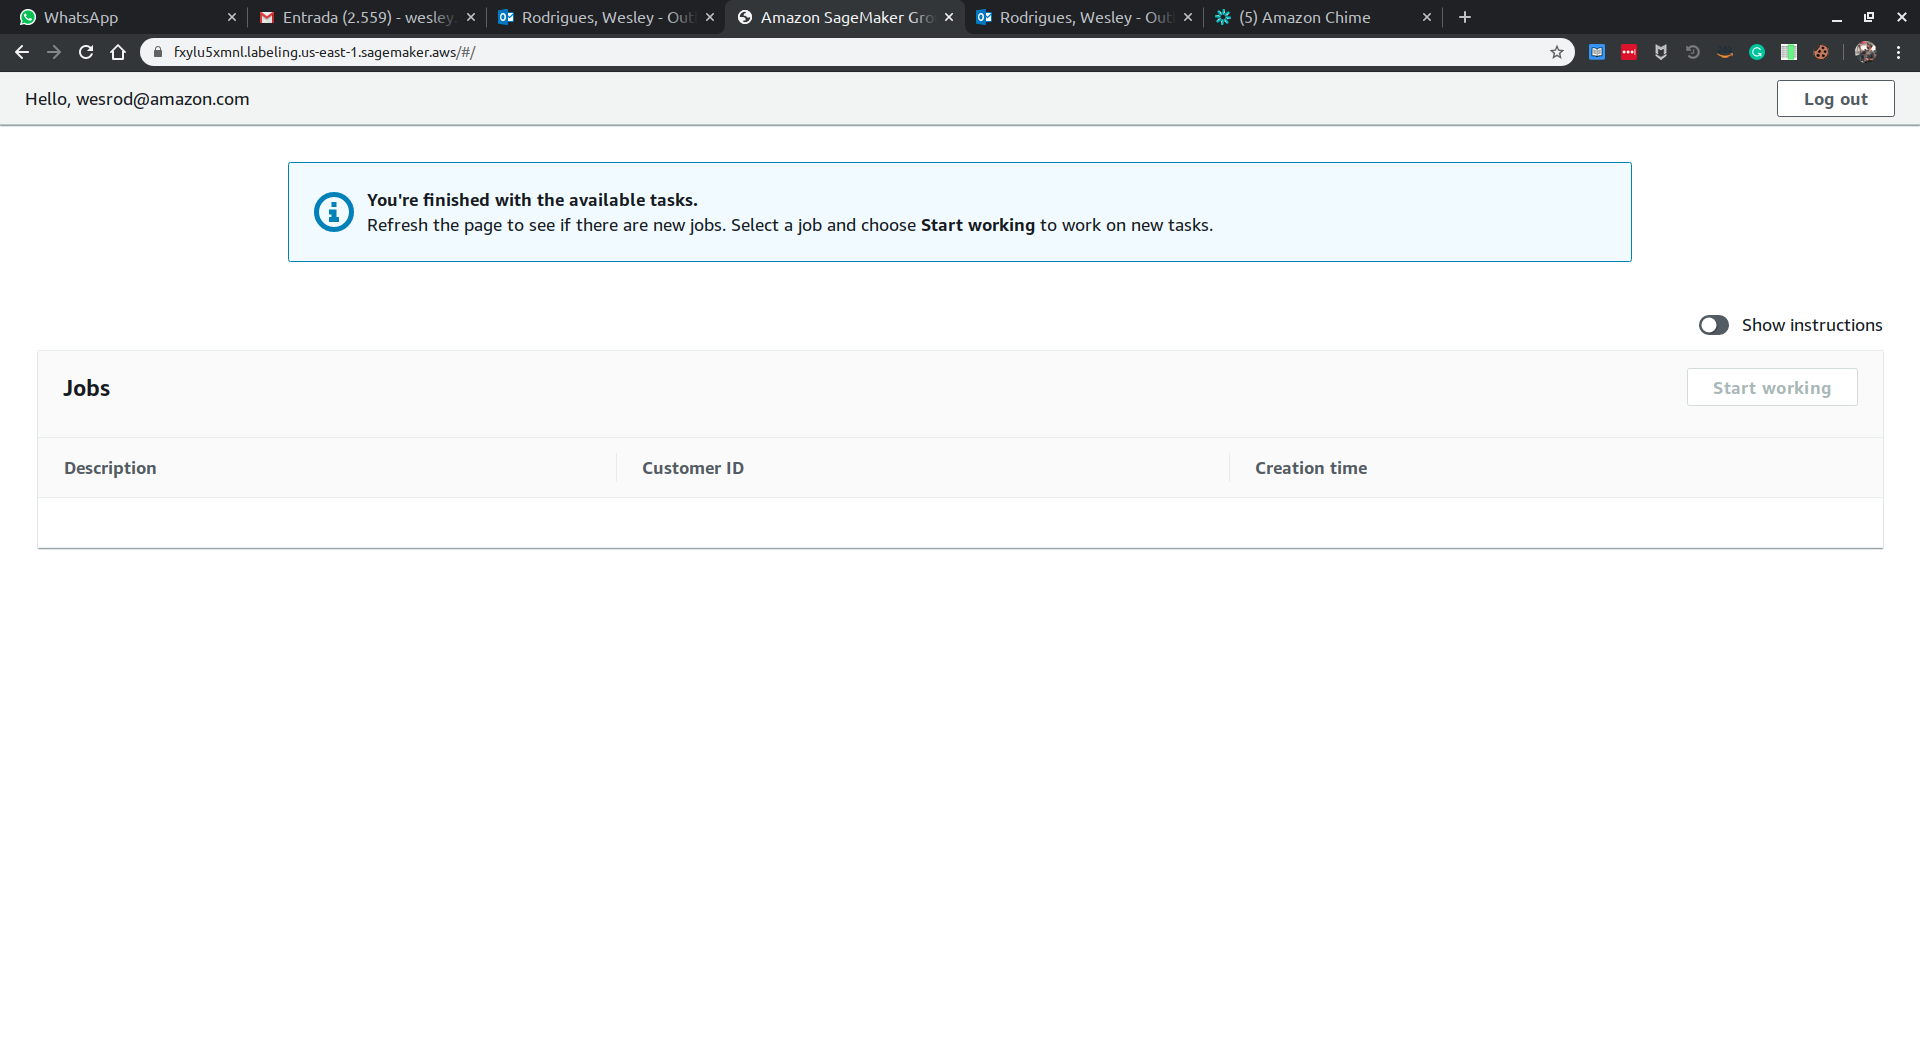 WhatsApp
Entrada (2.559) - wesley
Rodrigues, Wesley - Out
Amazon SageMaker Gro
Rodrigues, Wesley - Out
(5) Amazon Chime
fxylu5xmnl.labeling.us-east-1.sagemaker.aws/#/
Hello, wesrod@amazon.com
Log out
You're finished with the available tasks.
Refresh the page to see if there are new jobs. Select a job and choose Start working to work on new tasks.
Show instructions
Jobs
Start working
Description
Customer ID
Creation time